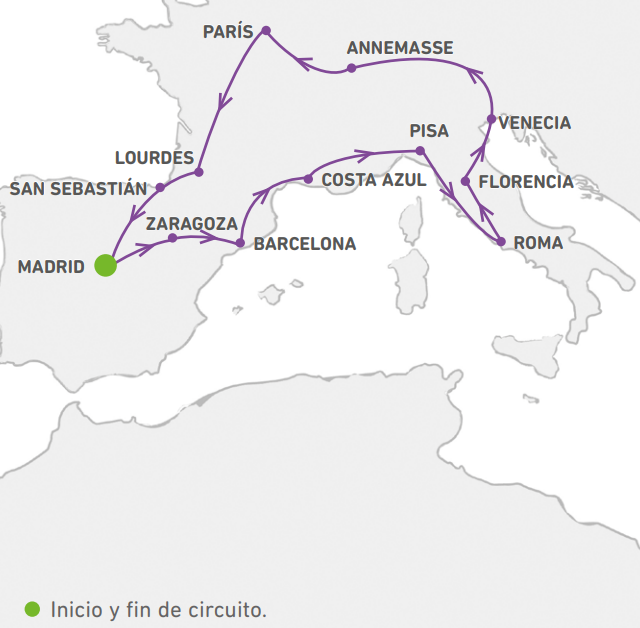 PARÍS
ANNEMASSE
VENECIA
PISA
LOURDES
COSTA AZUL
FLORENCIA
SAN SEBASTIÁN
ZARAGOZA
BARCELONA
ROMA
MADRID
Inicio y fin de circuito.